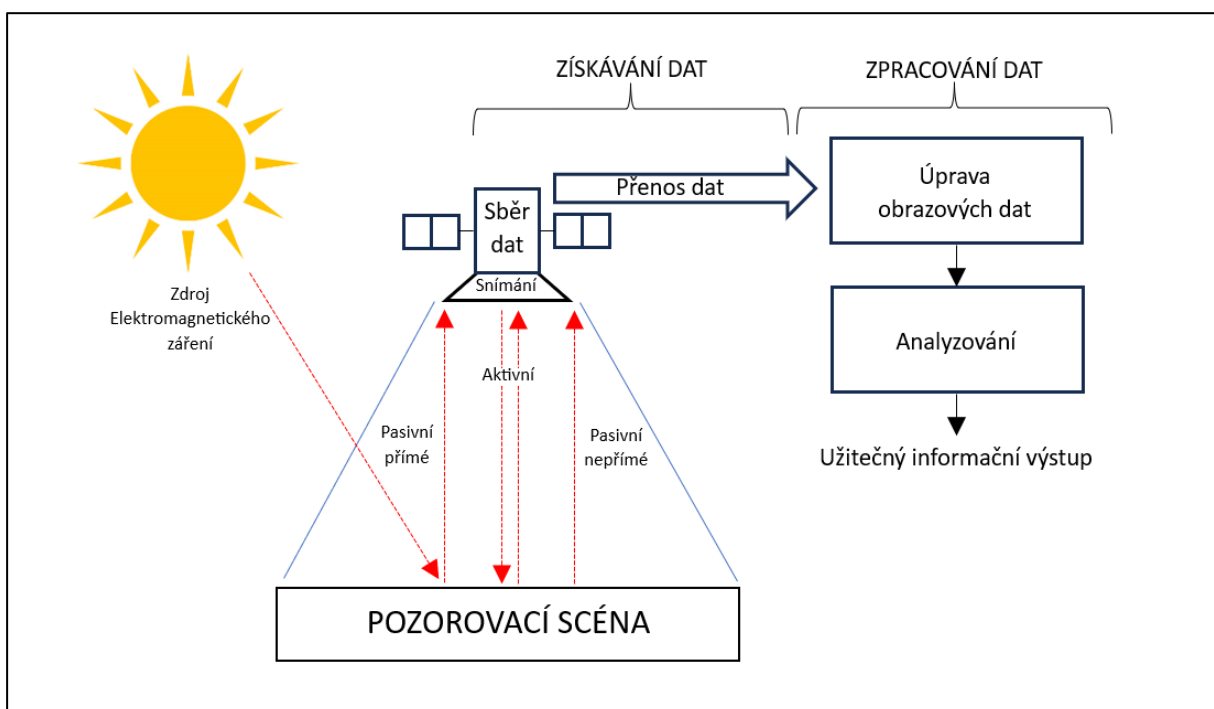 ZÍSKÁVÁNÍ DAT
ZPRACOVÁNÍ DAT
Přenos dat
Úprava
obrazových dat
Sběr
dat
Snímání
Zdroj
Elektromagnetického
záření
Analyzování
Aktivní
Pasivní
přímé
Pasivní
nepřímé
Užitečný informační výstup
POZOROVACÍ SCÉNA